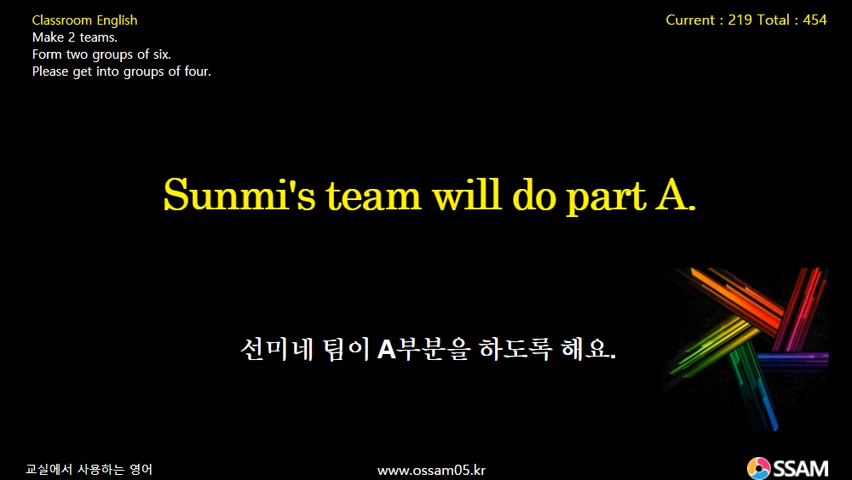 Classroom English
Make 2 teams.
Form two groups of six.
Please get into groups of four.
Current : 219 Total : 454
Sunmi's team will do part A.
선미네 팀이 A부분을 하도록 해요.
교실에서 사용하는 영어
www.ossam05.kr
OSSAM